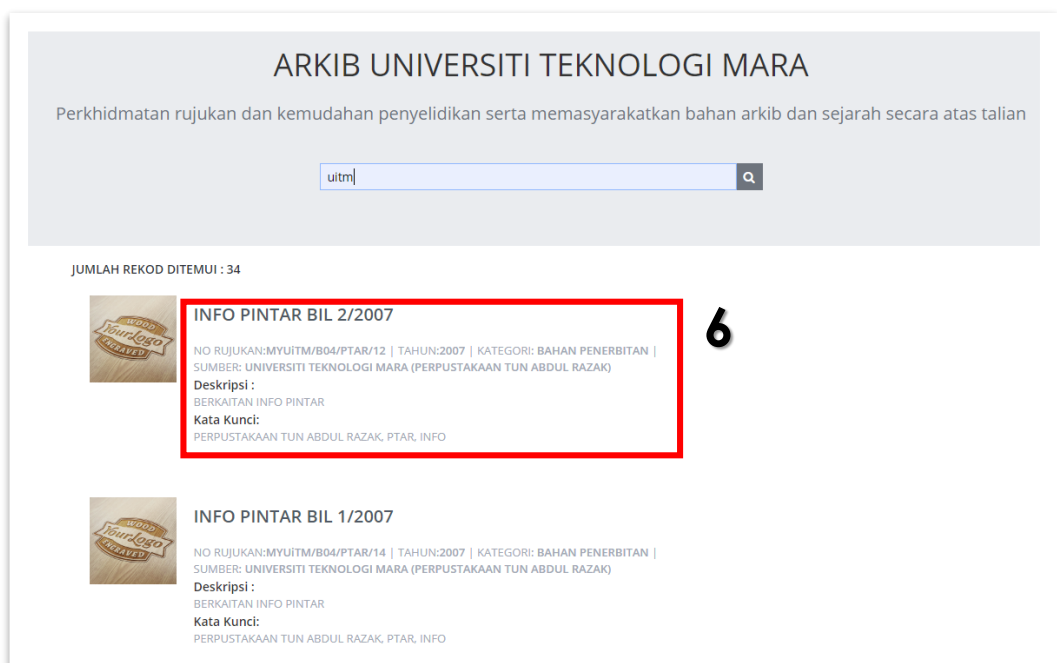 ARKIB UNIVERSITI TEKNOLOGI MARA
Perkhidmatan rujukan dan kemudahan penyelidikan serta memasyarakatkan bahan arkib dan sejarah secara atas talian
uitm
JUMLAH REKOD DITEMUI : 34
WOOD
YourLogo
ENGRAVED
INFO PINTAR BIL 2/2007
6
NO RUJUKAN:MYUiTM/B04/PTAR/12 | TAHUN:2007 | KATEGORI: BAHAN PENERBITAN |
SUMBER: UNIVERSITI TEKNOLOGI MARA (PERPUSTAKAAN TUN ABDUL RAZAK)
Deskripsi :
BERKAITAN INFO PINTAR
Kata Kunci:
PERPUSTAKAAN TUN ABDUL RAZAK, PTAR, INFO
WOOD
YourLogo
ENGRAVED
INFO PINTAR BIL 1/2007
NO RUJUKAN:MYUiTM/B04/PTAR/14 | TAHUN:2007 | KATEGORI: BAHAN PENERBITAN |
SUMBER: UNIVERSITI TEKNOLOGI MARA (PERPUSTAKAAN TUN ABDUL RAZAK)
Deskripsi :
BERKAITAN INFO PINTAR
Kata Kunci:
PERPUSTAKAAN TUN ABDUL RAZAK, PTAR, INFO